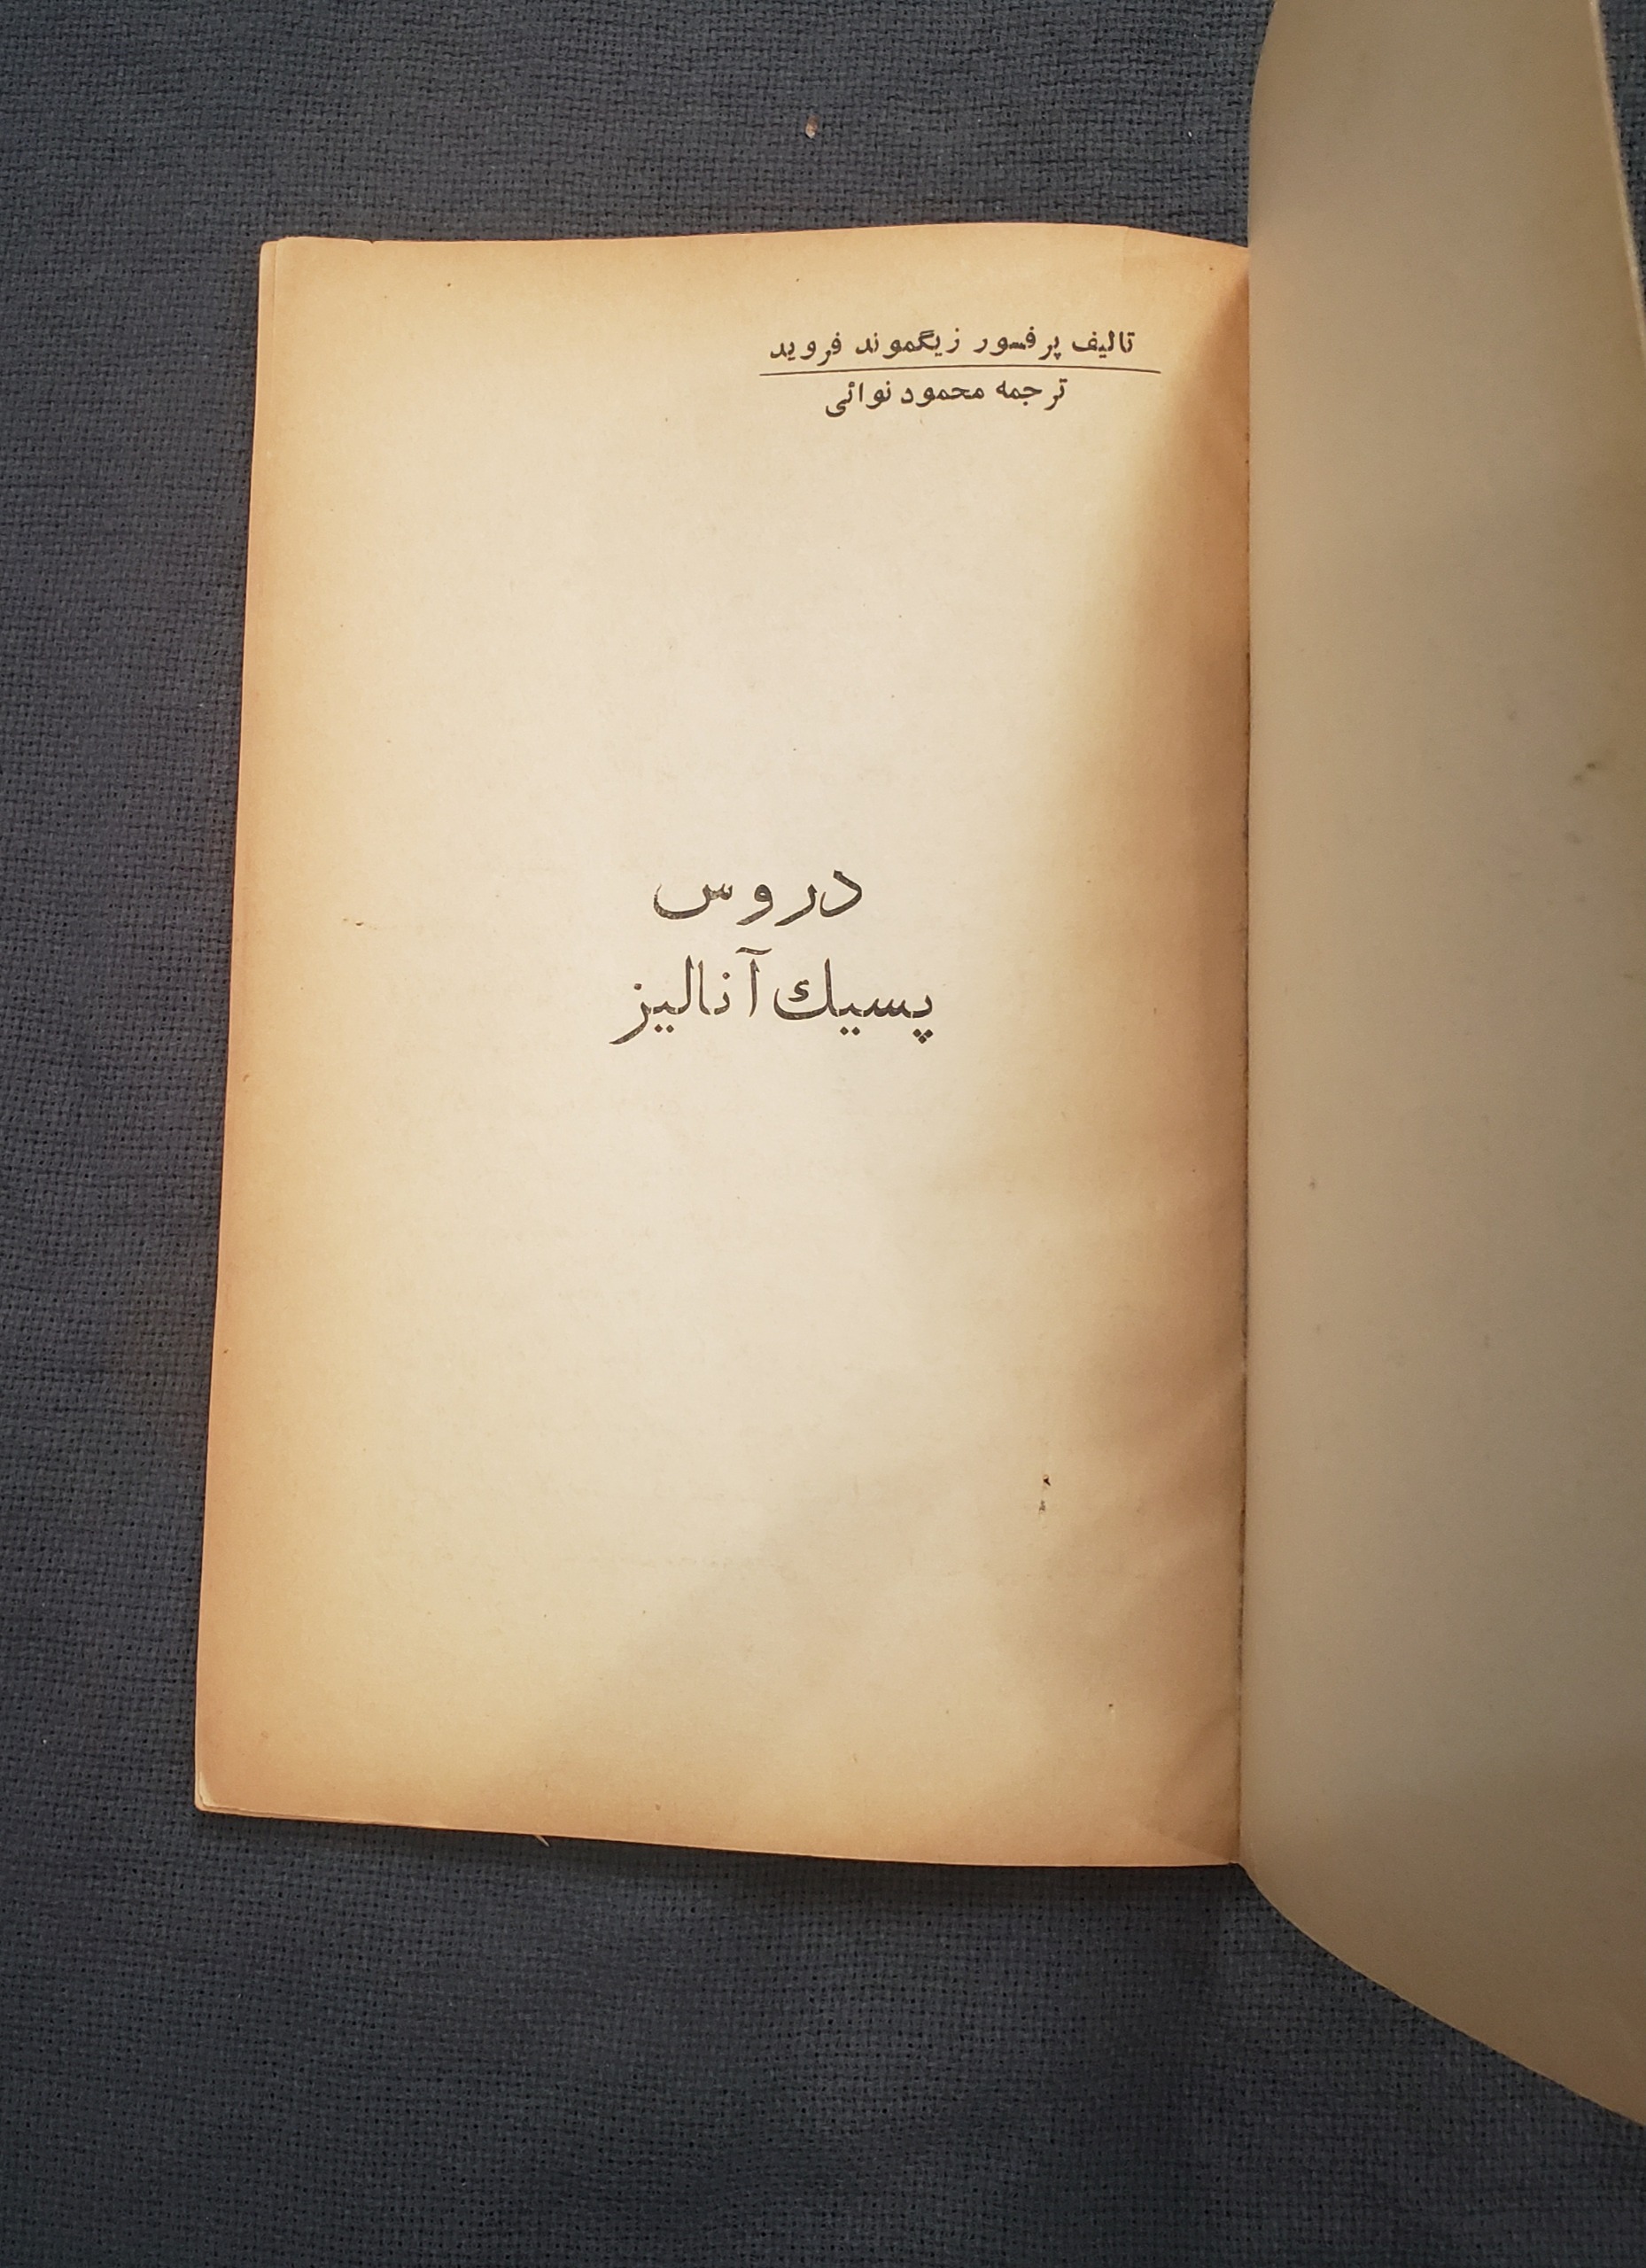 تالیف پرفسور زیگموند فروید
ترجمه محمود نوائی
دروس
پسیك آنالیز